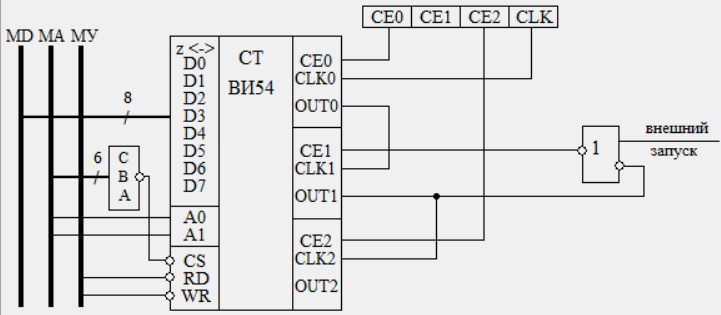 CE0 CE1 CE2 CLK
MD MA МУ
z <->
D0
D1
D2
D3
D4
D5
D6
D7
A0
A1
CS
RD
WR
CT
ВИ54
CE0
CLK0
OUT0
CE1
CLK1
OUT1
CE2
CLK2
OUT2
8
6
C
B
A
1
внешний
запуск